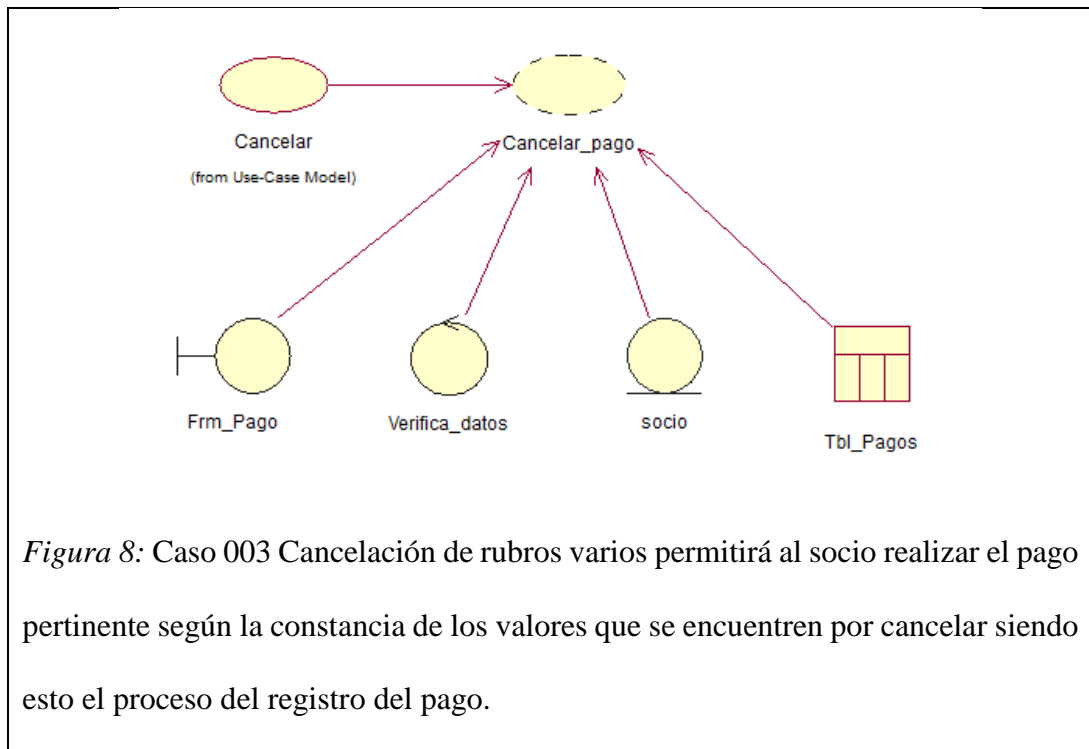 Cancelar
(from Use-Case Model)
Cancelar_pago
Frm_Pago
Verifica_datos
socio
Tbl_Pagos
Figura 8: Caso 003 Cancelación de rubros varios permitirá al socio realizar el pago
pertinente según la constancia de los valores que se encuentren por cancelar siendo
esto el proceso del registro del pago.